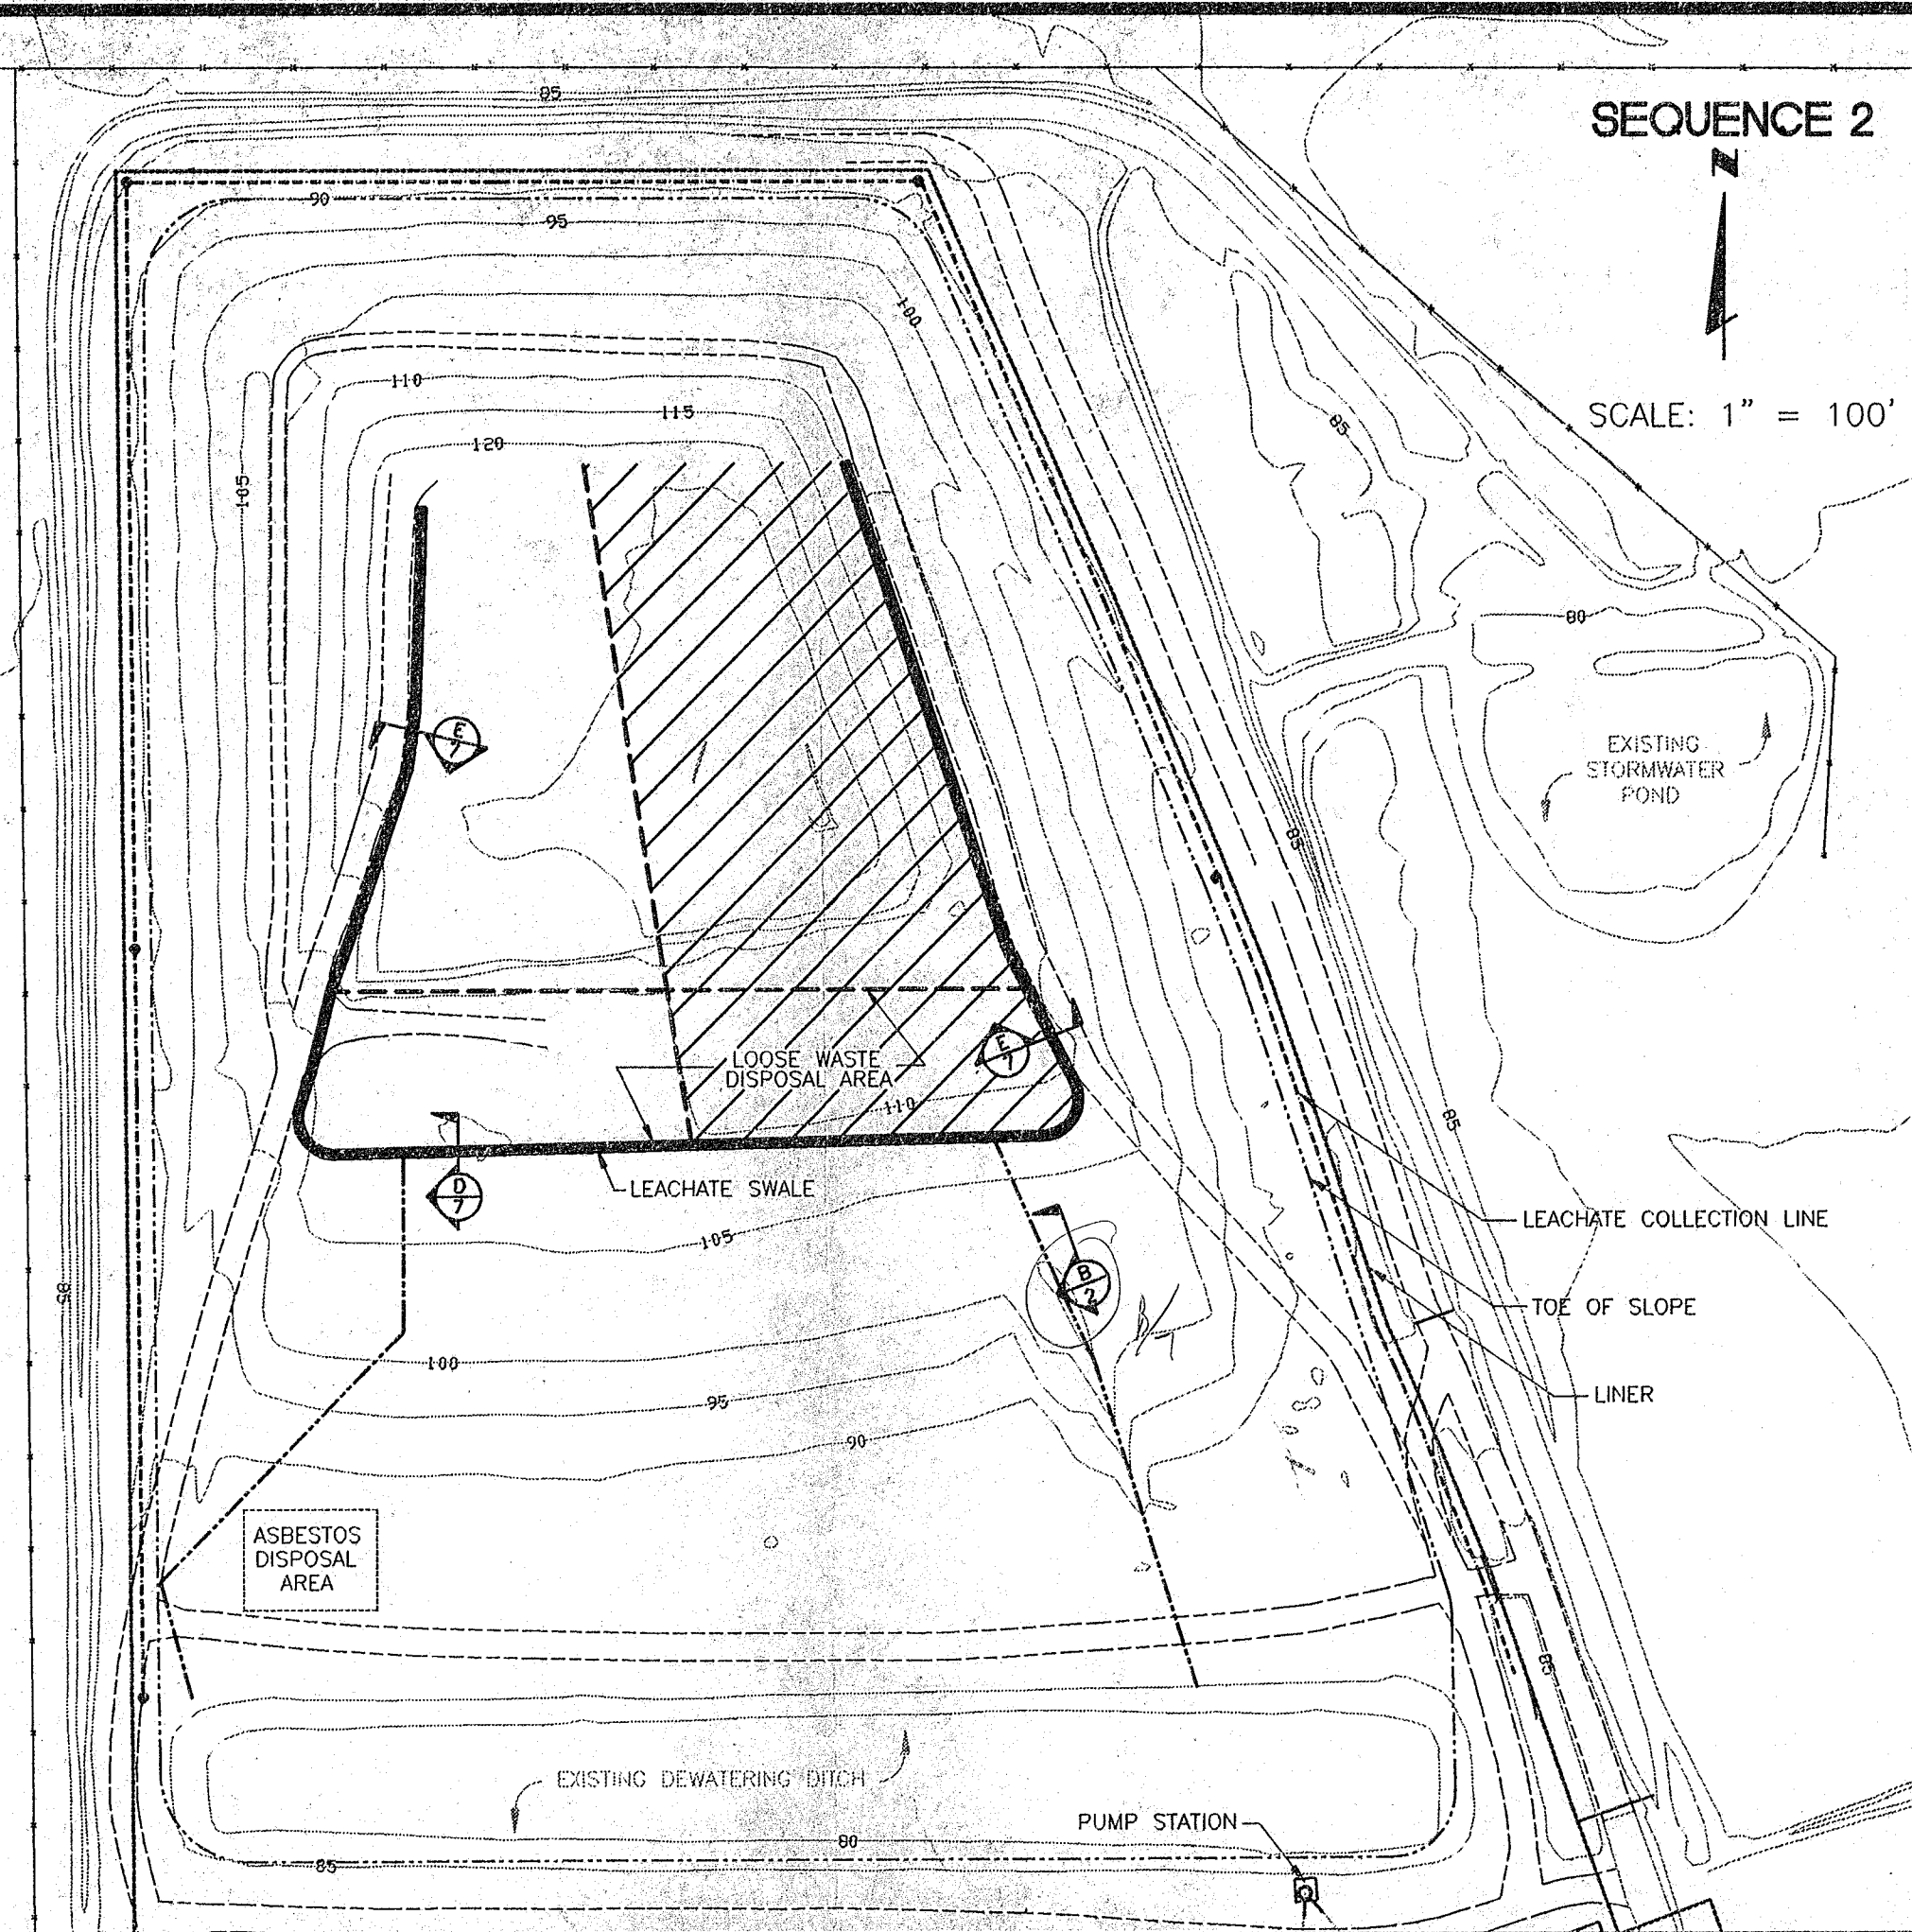 85
SEQUENCE 2
N
90
95
100
SCALE: 1" = 100'
110
115
85
120
105
80
E
7
EXISTING
STORMWATER
POND
85
LOOSE WASTE
DISPOSAL AREA
E
7
110
85
D
7
LEACHATE SWALE
LEACHATE COLLECTION LINE
105
B
2
85
TOE OF SLOPE
100
95
LINER
90
ASBESTOS
DISPOSAL
AREA
85
EXISTING DEWATERING DITCH
PUMP STATION
80
85